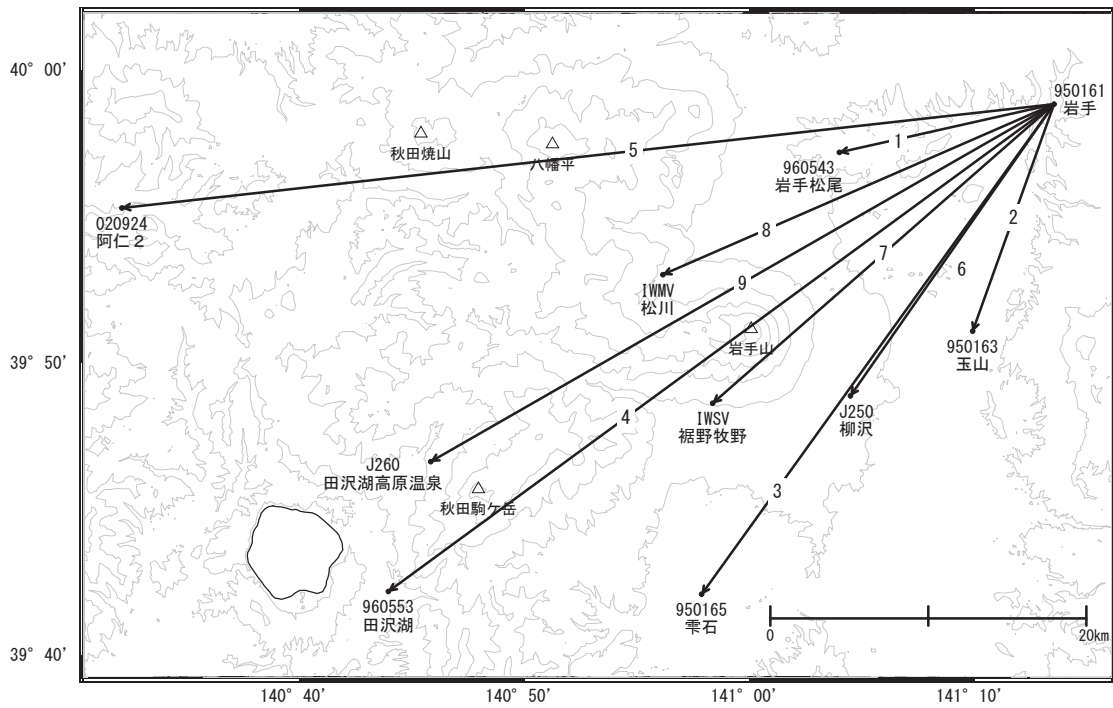 40° 00'
39° 50'
39° 40'
140° 40'
140° 50'
141° 00'
141° 10'
950161
岩手
秋田焼山
八幡平
5
1
960543
岩手松尾
020924
阿仁2
2
8
7
6
9
IWMV
松川
岩手山
950163
玉山
IWSV
裾野牧野
J250
柳沢
4
J260
田沢湖高原温泉
3
秋田駒ケ岳
960553
田沢湖
950165
雫石
0
20km